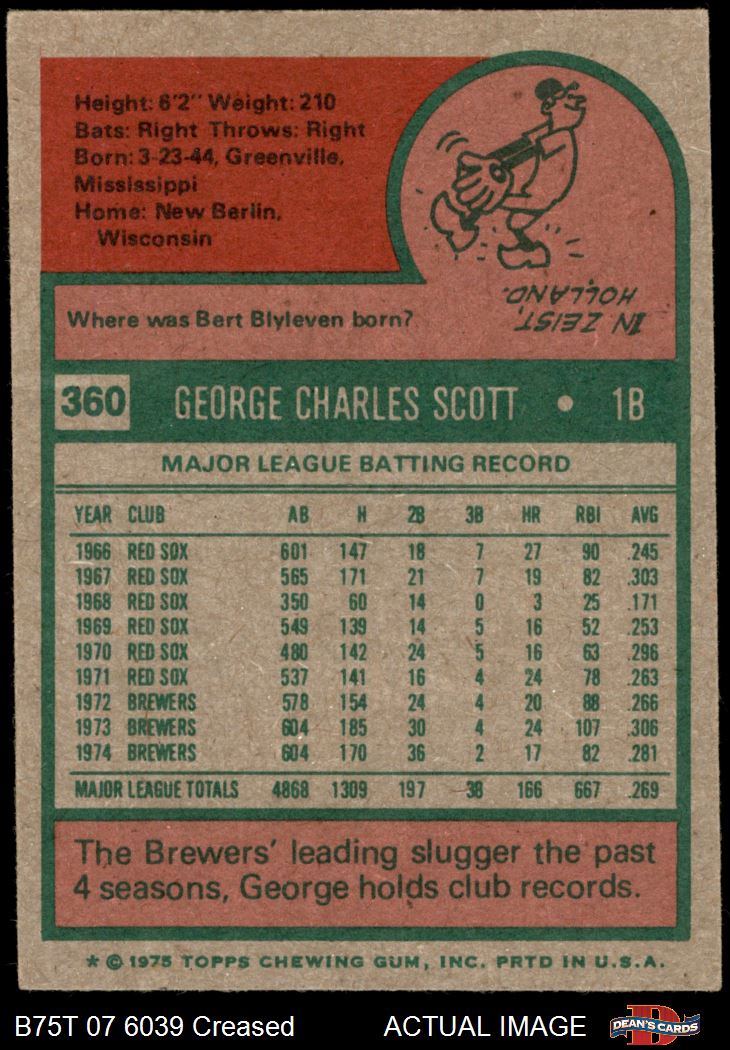 Height: 6'2" Weight: 210
Bats: Right Throws: Right
Born: 3-23-44, Greenville,
Mississippi
Home: New Berlin,
Wisconsin
Where was Bert Blyleven born?
IN ZEIST,
HOLLAND.
360 GEORGE CHARLES SCOTT • 1B
MAJOR LEAGUE BATTING RECORD
YEAR CLUB AB H 2B 3B HR RBI AVG
1966 RED SOX 601 147 18 7 27 90 .245
1967 RED SOX 565 171 21 7 19 82 .303
1968 RED SOX 350 60 14 0 3 25 .171
1969 RED SOX 549 139 14 5 16 52 .253
1970 RED SOX 480 142 24 5 16 63 .296
1971 RED SOX 537 141 16 4 24 78 .263
1972 BREWERS 578 154 24 4 20 88 .266
1973 BREWERS 604 185 30 4 24 107 .306
1974 BREWERS 604 170 36 2 17 82 .281
MAJOR LEAGUE TOTALS 4868 1309 197 38 166 667 .269
The Brewers' leading slugger the past
4 seasons, George holds club records.
* © 1975 TOPPS CHEWING GUM, INC. PRTD IN U.S.A.
B75T 07 6039 Creased ACTUAL IMAGE
DEAN'S CARDS